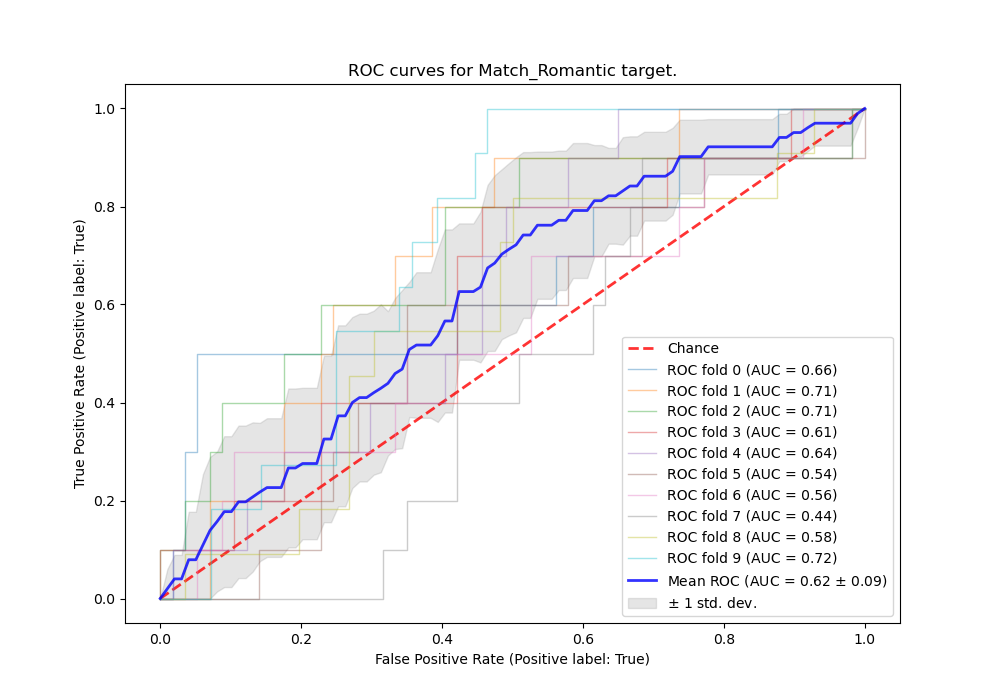 ROC curves for Match_Romantic target.
True Positive Rate (Positive label: True)
1.0
0.8
0.6
0.4
0.2
0.0
0.0 0.2 0.4 0.6 0.8 1.0
False Positive Rate (Positive label: True)
Chance
ROC fold 0 (AUC = 0.66)
ROC fold 1 (AUC = 0.71)
ROC fold 2 (AUC = 0.71)
ROC fold 3 (AUC = 0.61)
ROC fold 4 (AUC = 0.64)
ROC fold 5 (AUC = 0.54)
ROC fold 6 (AUC = 0.56)
ROC fold 7 (AUC = 0.44)
ROC fold 8 (AUC = 0.58)
ROC fold 9 (AUC = 0.72)
Mean ROC (AUC = 0.62 ± 0.09)
± 1 std. dev.